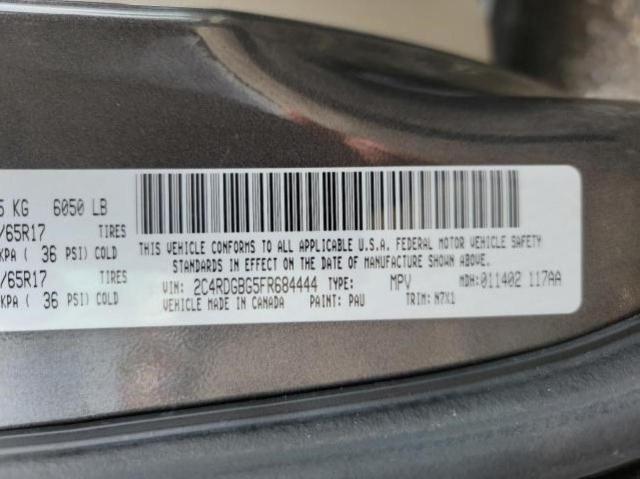 5 KG 6050 LB
/65R17 TIRES
KPA ( 36 PSI) COLD
/65R17 TIRES
KPA ( 36 PSI) COLD
THIS VEHICLE CONFORMS TO ALL APPLICABLE U.S.A. FEDERAL MOTOR VEHICLE SAFETY
STANDARDS IN EFFECT ON THE DATE OF MANUFACTURE SHOWN ABOVE.
VIN: 2C4RDGBG5FR684444 TYPE: MPV MDH: 011402 117AA
VEHICLE MADE IN CANADA PAINT: PAU TRIM: N7X1